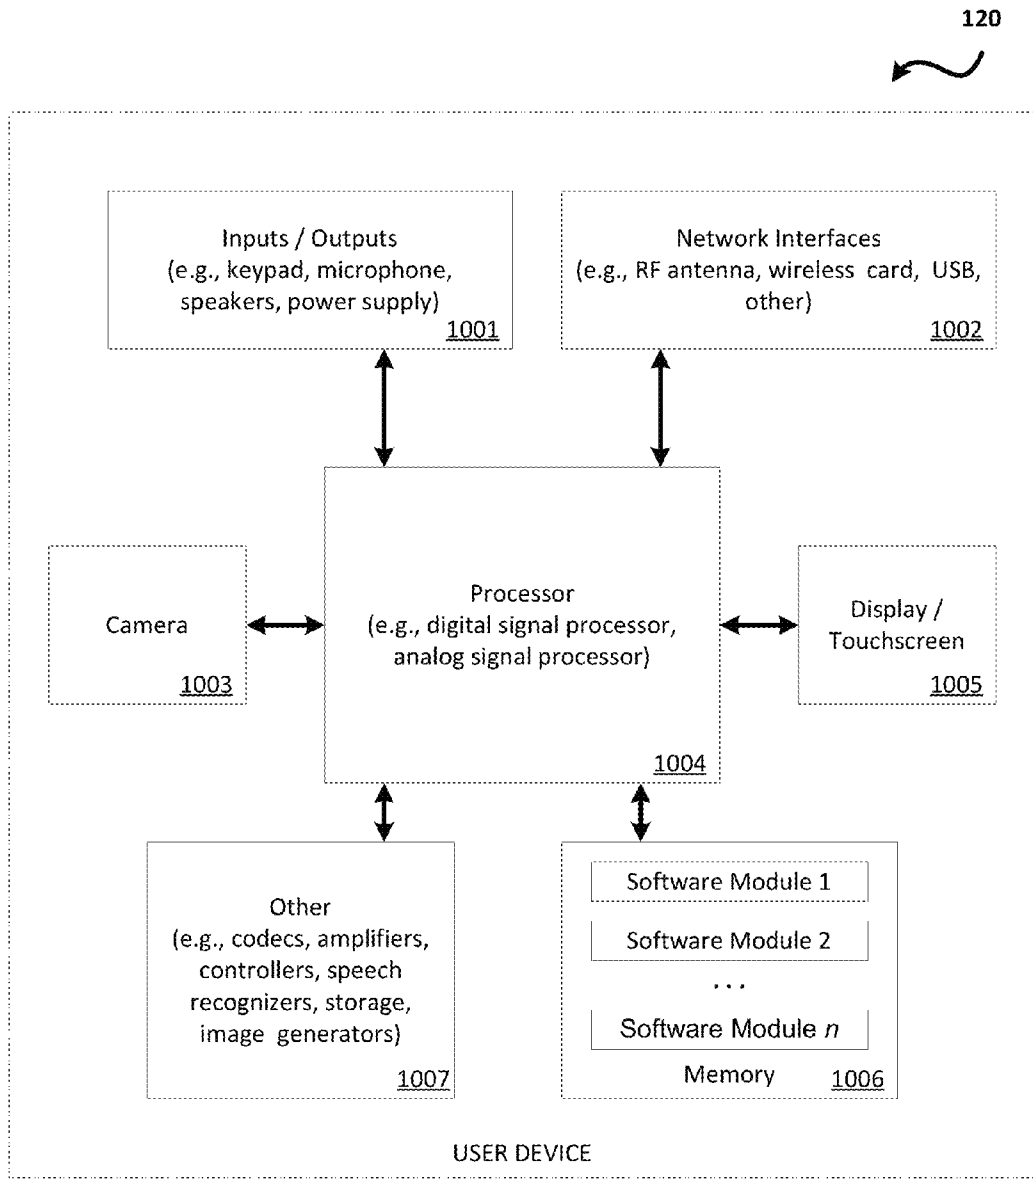 120
Inputs / Outputs
(e.g., keypad, microphone,
speakers, power supply)
1001
Network Interfaces
(e.g., RF antenna, wireless card, USB,
other)
1002
Camera
1003
Processor
(e.g., digital signal processor,
analog signal processor)
1004
Display /
Touchscreen
1005
Other
(e.g., codecs, amplifiers,
controllers, speech
recognizers, storage,
image generators)
1007
Software Module 1
Software Module 2
...
Software Module n
Memory
1006
USER DEVICE